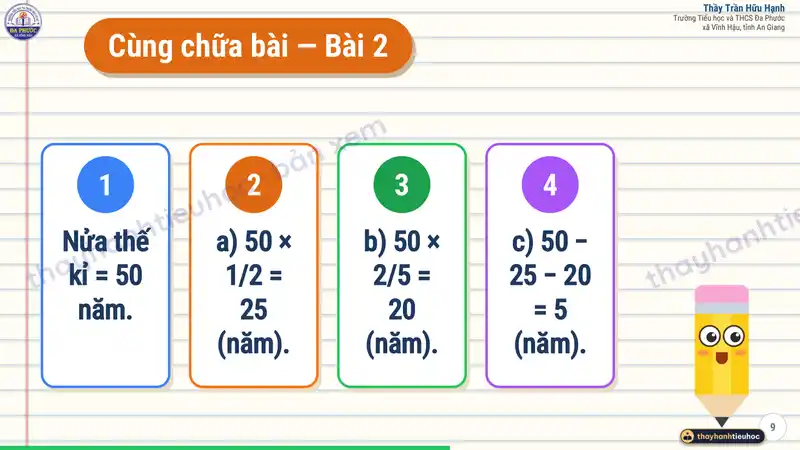 Thầy Trần Hữu Hạnh
Trường Tiểu học và THCS Đa Phước
xã Vĩnh Hậu, tỉnh An Giang
ĐA PHƯỚC
Cùng chữa bài — Bài 2
1
Nửa thế
kỉ = 50
năm.
2
a) 50 ×
1/2 =
25
(năm).
3
b) 50 ×
2/5 =
20
(năm).
4
c) 50 −
25 − 20
= 5
(năm).
thayhanhtieuhoc
9